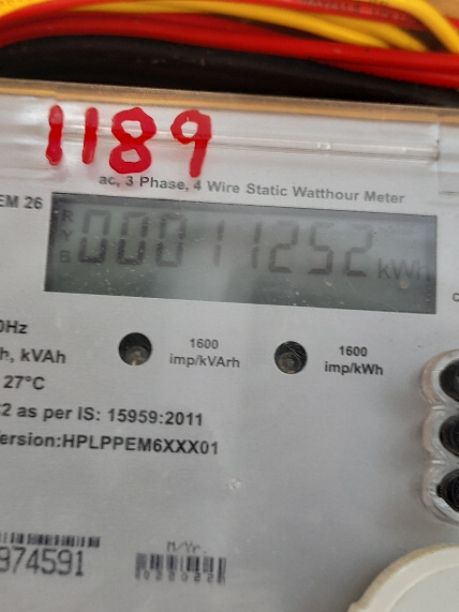 1189
ac, 3 Phase, 4 Wire Static Watthour Meter
EM 26
R
Y
B
00011252 kWh
0Hz
1600
imp/kVArh
1600
imp/kWh
h, kVAh
27°C
2 as per IS: 15959:2011
ersion:HPLPPEM6XXX01
974591
M/Yr.